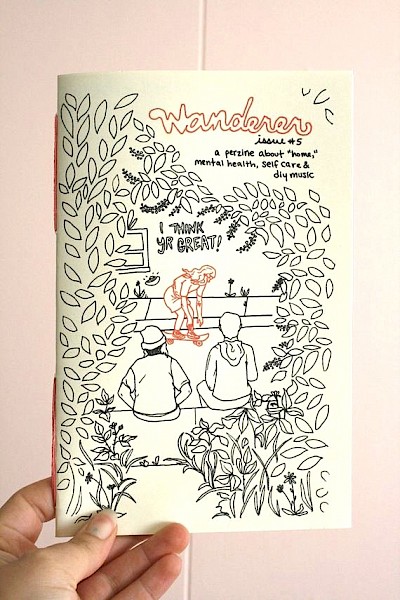 Wanderer
issue #5
a perzine about "home,"
mental health, self care &
diy music
I THINK
YR GREAT!